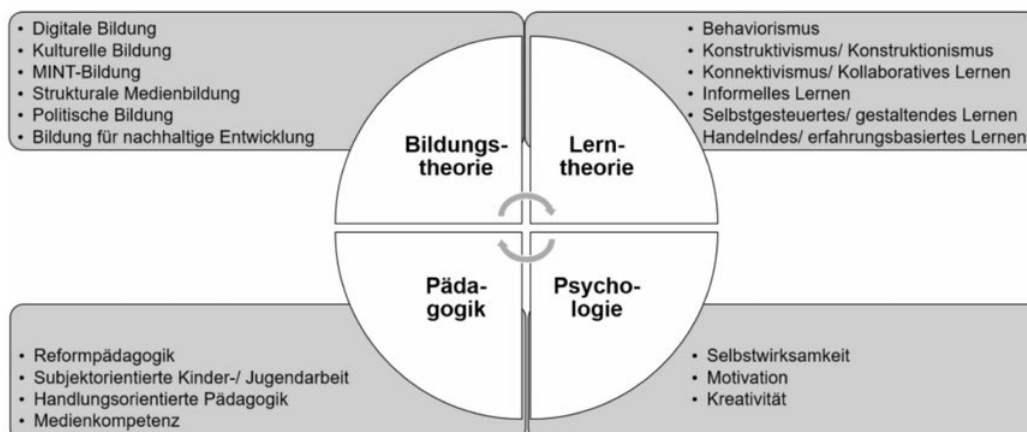 Digitale Bildung
Kulturelle Bildung
MINT-Bildung
Strukturale Medienbildung
Politische Bildung
Bildung für nachhaltige Entwicklung
Behaviorismus
Konstruktivismus/ Konstruktionismus
Konnektivismus/ Kollaboratives Lernen
Informelles Lernen
Selbstgesteuertes/ gestaltendes Lernen
Handelndes/ erfahrungsbasiertes Lernen
Bildungs-
theorie
Lern-
theorie
Päda-
gogik
Psycho-
logie
Reformpädagogik
Subjektorientierte Kinder-/ Jugendarbeit
Handlungsorientierte Pädagogik
Medienkompetenz
Selbstwirksamkeit
Motivation
Kreativität